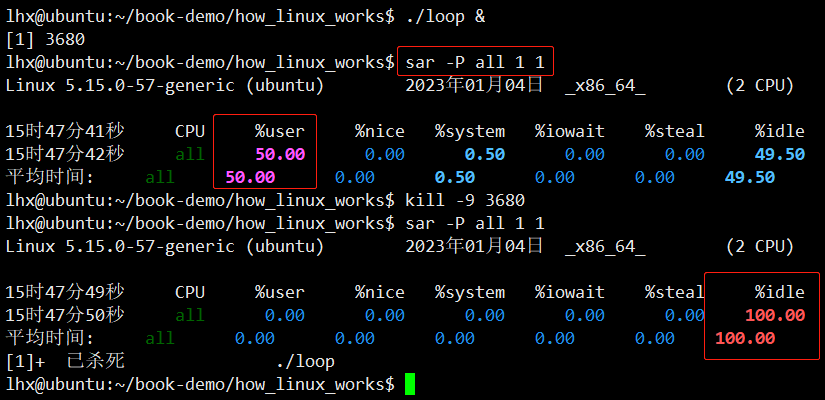 lhx@ubuntu:~/book-demo/how_linux_works$ ./loop &
[1] 3680
lhx@ubuntu:~/book-demo/how_linux_works$ sar -P all 1 1
Linux 5.15.0-57-generic (ubuntu) 2023年01月04日 _x86_64_ (2 CPU)
15时47分41秒 CPU %user %nice %system %iowait %steal %idle
15时47分42秒 all 50.00 0.00 0.50 0.00 0.00 49.50
平均时间: all 50.00 0.00 0.50 0.00 0.00 49.50
lhx@ubuntu:~/book-demo/how_linux_works$ kill -9 3680
lhx@ubuntu:~/book-demo/how_linux_works$ sar -P all 1 1
Linux 5.15.0-57-generic (ubuntu) 2023年01月04日 _x86_64_ (2 CPU)
15时47分49秒 CPU %user %nice %system %iowait %steal %idle
15时47分50秒 all 0.00 0.00 0.00 0.00 0.00 100.00
平均时间: all 0.00 0.00 0.00 0.00 0.00 100.00
[1]+ 已杀死 ./loop
lhx@ubuntu:~/book-demo/how_linux_works$